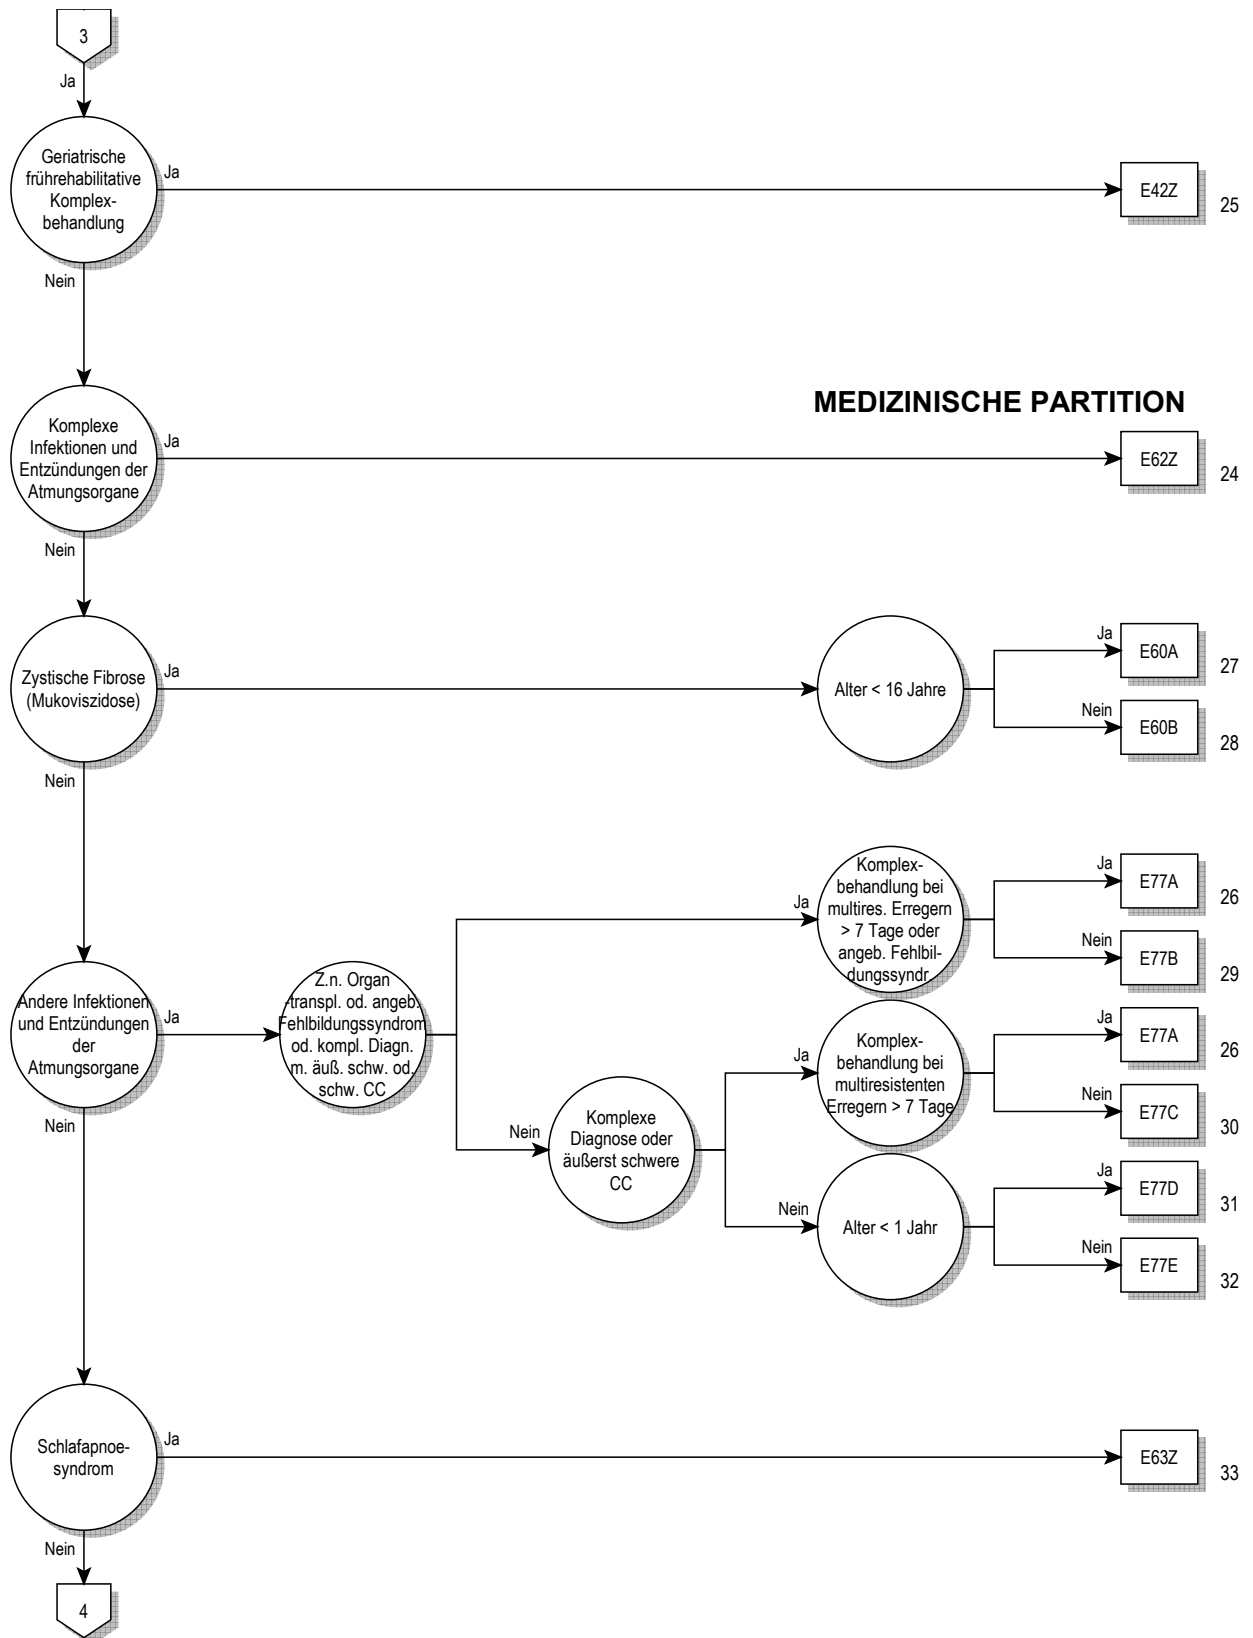 3
Ja
Geriatrische
frührehabilitative
Komplex-
behandlung
Ja
E42Z
25
Nein
MEDIZINISCHE PARTITION
Komplexe
Infektionen und
Entzündungen der
Atmungsorgane
Ja
E62Z
24
Nein
Zystische Fibrose
(Mukoviszidose)
Ja
Alter < 16 Jahre
Ja
E60A
27
Nein
E60B
28
Nein
Andere Infektionen
und Entzündungen
der
Atmungsorgane
Ja
Z.n. Organ
-transpl. od. angeb.
Fehlbildungssyndrom
od. kompl. Diagn.
m. äuß. schw. od.
schw. CC
Ja
Komplex-
behandlung bei
multires. Erregern
> 7 Tage oder
angeb. Fehlbil-
dungssyndr.
Ja
E77A
26
Nein
E77B
29
Nein
Komplexe
Diagnose oder
äußerst schwere
CC
Ja
Komplex-
behandlung bei
multiresistenten
Erregern > 7 Tage
Ja
E77A
26
Nein
E77C
30
Nein
Alter < 1 Jahr
Ja
E77D
31
Nein
E77E
32
Nein
Schlafapnoe-
syndrom
Ja
E63Z
33
Nein
4